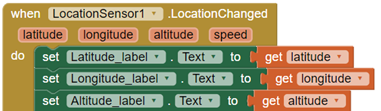 when LocationSensor1 .LocationChanged
latitude longitude altitude speed
do set Latitude_label . Text to get latitude
set Longitude_label . Text to get longitude
set Altitude_label . Text to get altitude